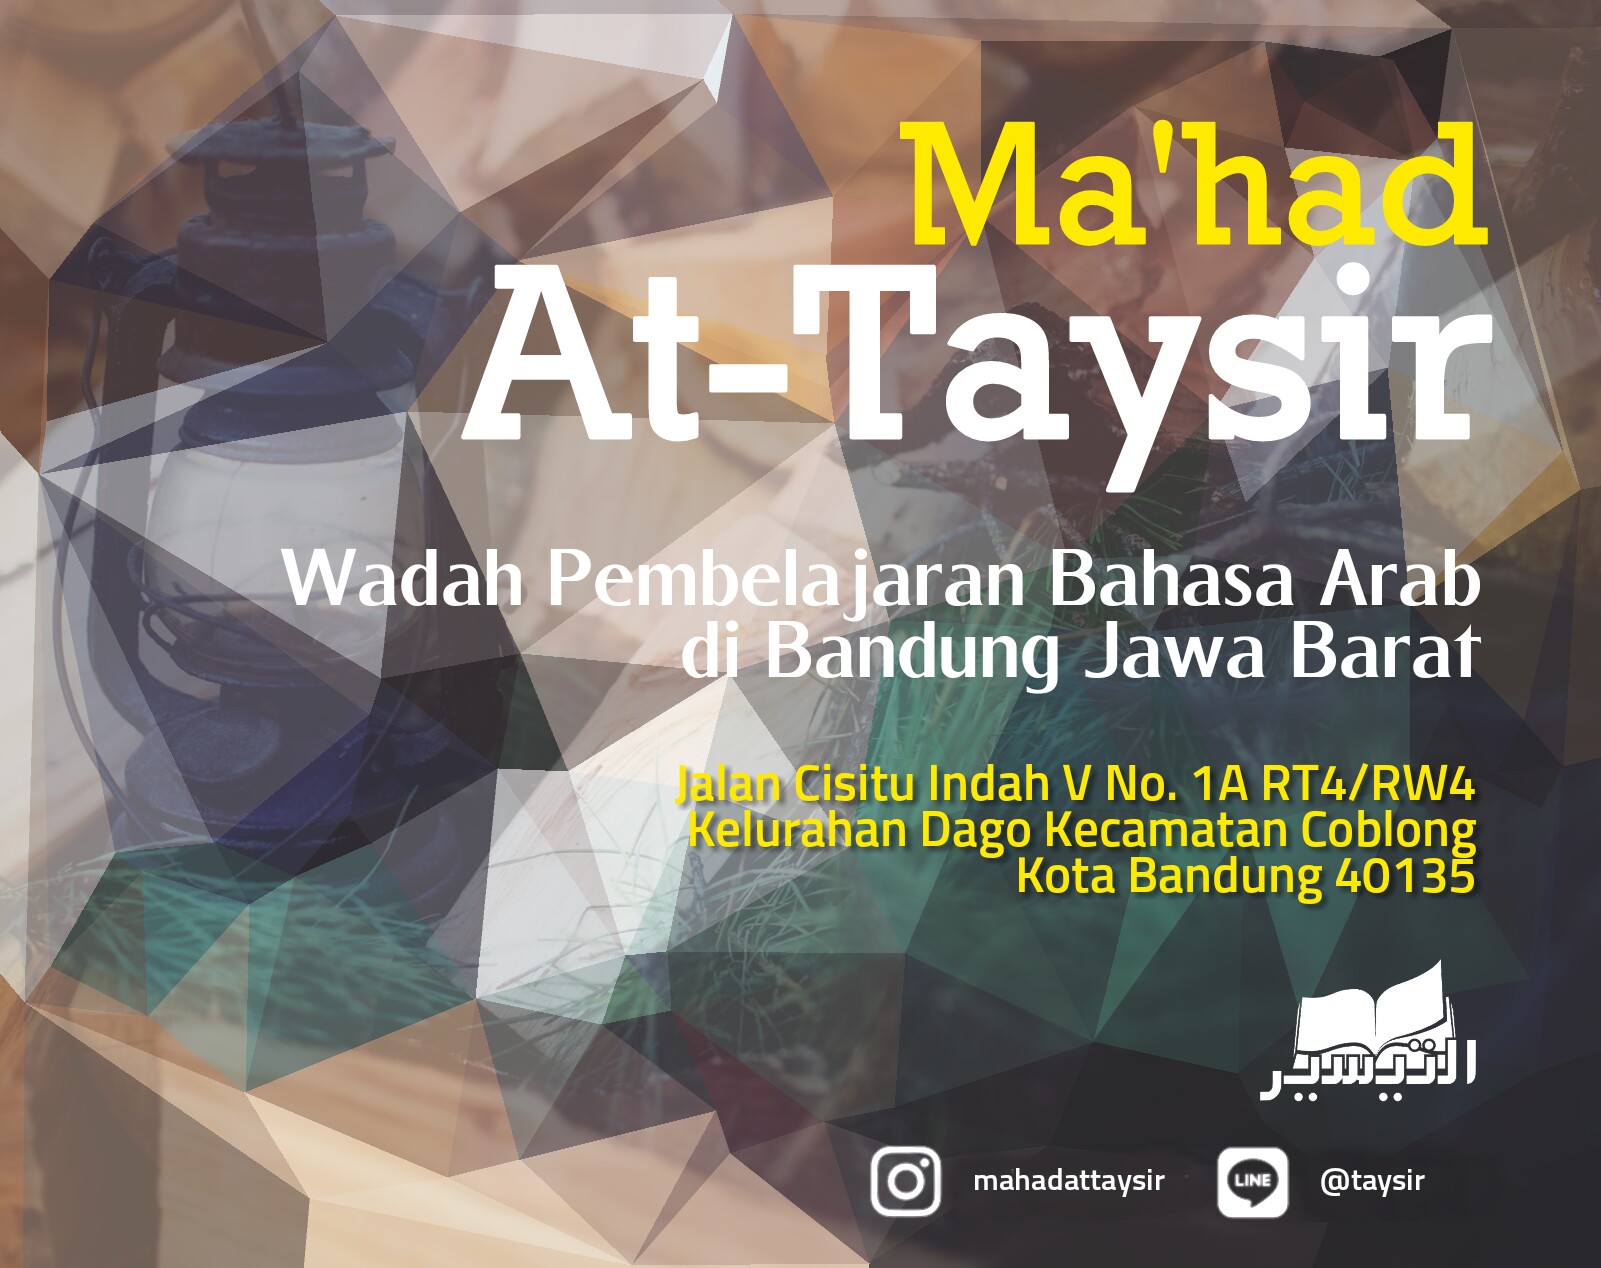 Ma'had
At-Taysir
Wadah Pembelajaran Bahasa Arab
di Bandung Jawa Barat
Jalan Cisitu Indah V No. 1A RT4/RW4
Kelurahan Dago Kecamatan Coblong
Kota Bandung 40135
التيسير
mahadattaysir
LINE
@taysir